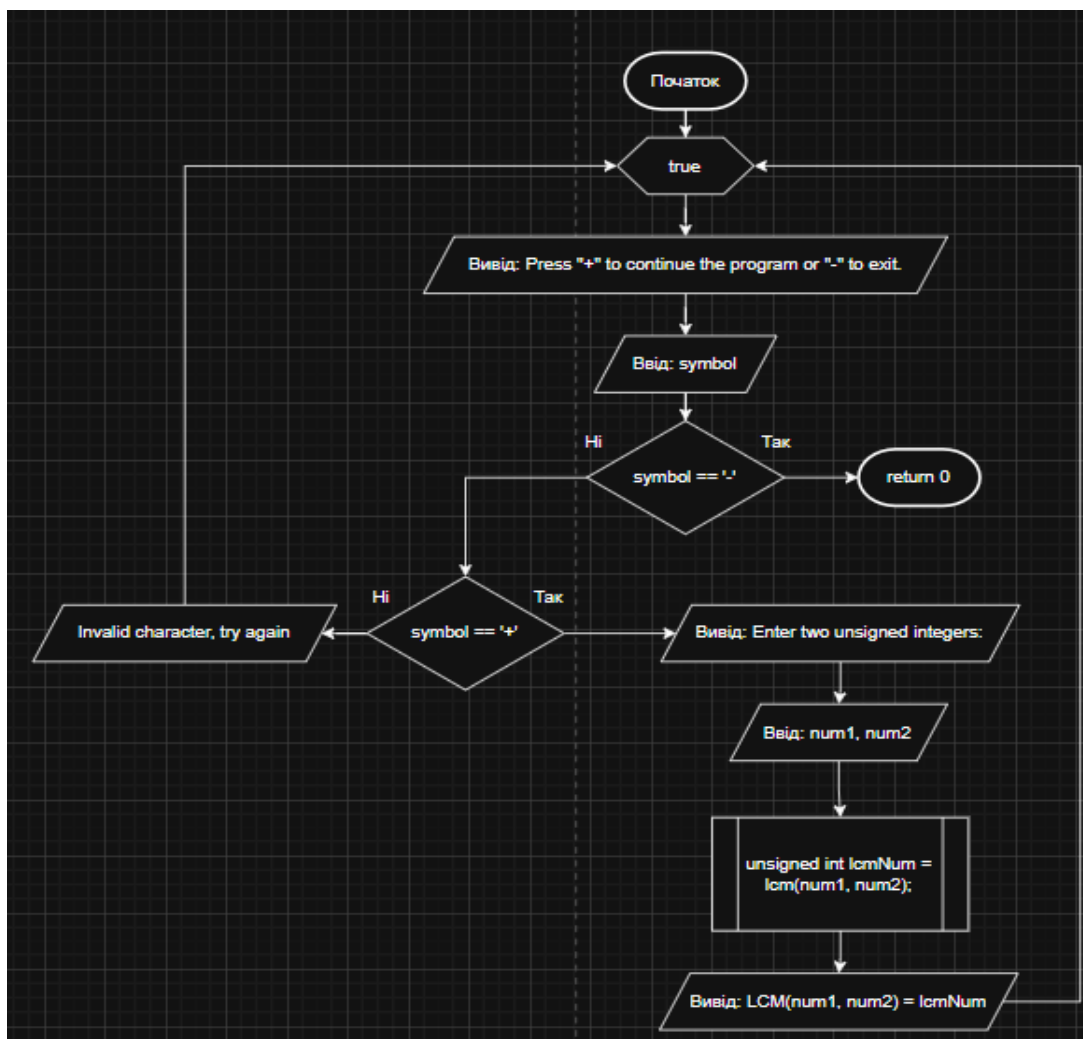 Початок
true
Вивід: Press "+" to continue the program or "-" to exit.
Ввід: symbol
Ні
Так
symbol == '-'
return 0
Ні
Так
Invalid character, try again
symbol == '+'
Вивід: Enter two unsigned integers:
Ввід: num1, num2
unsigned int lcmNum =
lcm(num1, num2);
Вивід: LCM(num1, num2) = lcmNum